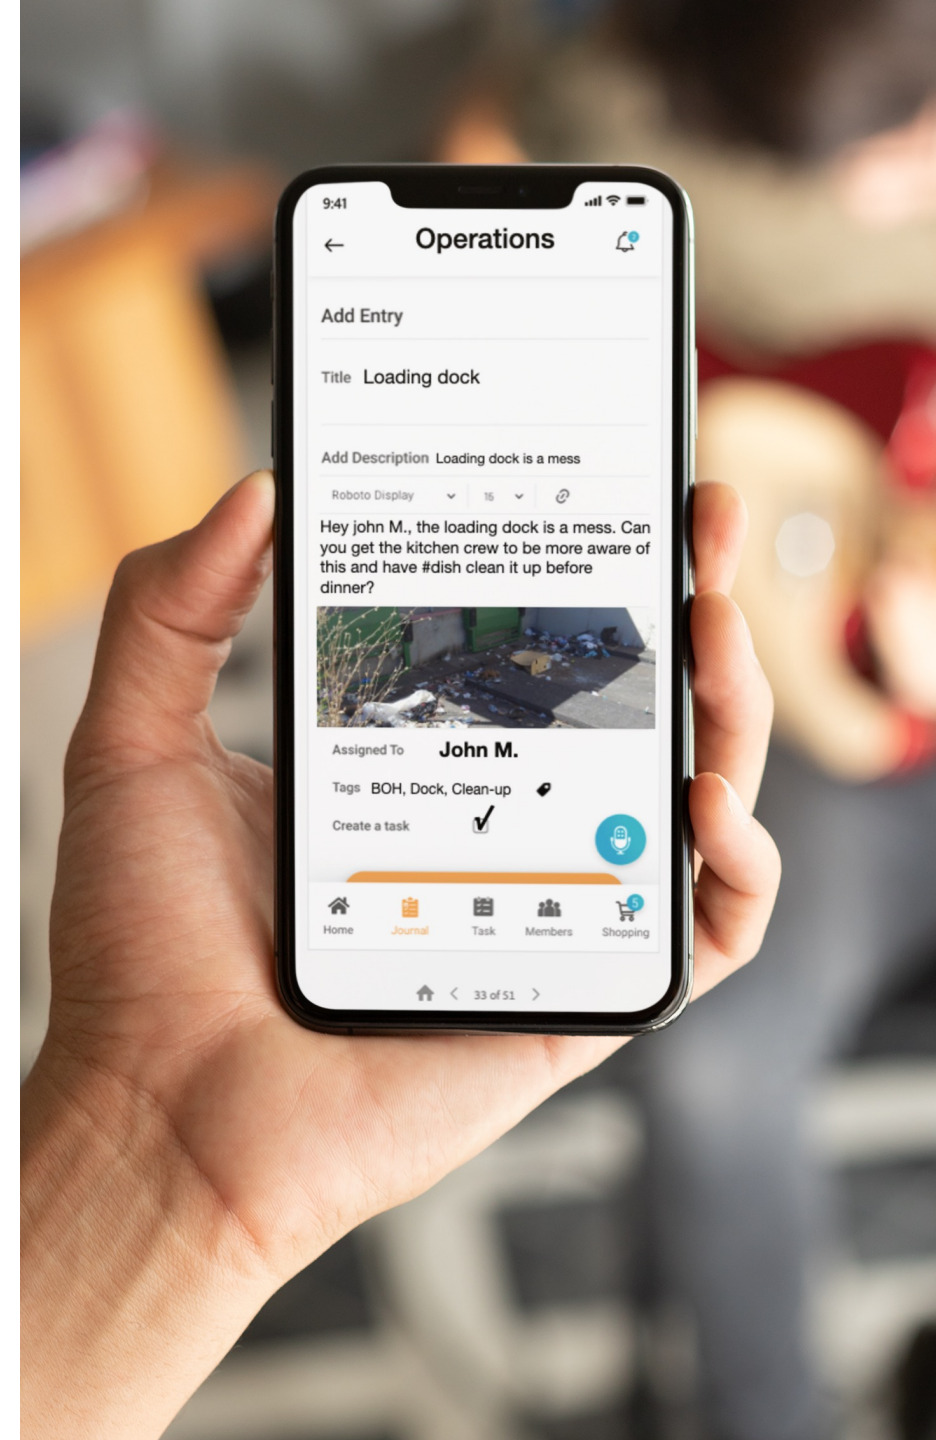 9:41
Operations
2
Add Entry
Title Loading dock
Add Description Loading dock is a mess
Roboto Display 16
Hey john M., the loading dock is a mess. Can
you get the kitchen crew to be more aware of
this and have #dish clean it up before
dinner?
Assigned To John M.
Tags BOH, Dock, Clean-up
Create a task
5
Home Journal Task Members Shopping
33 of 51